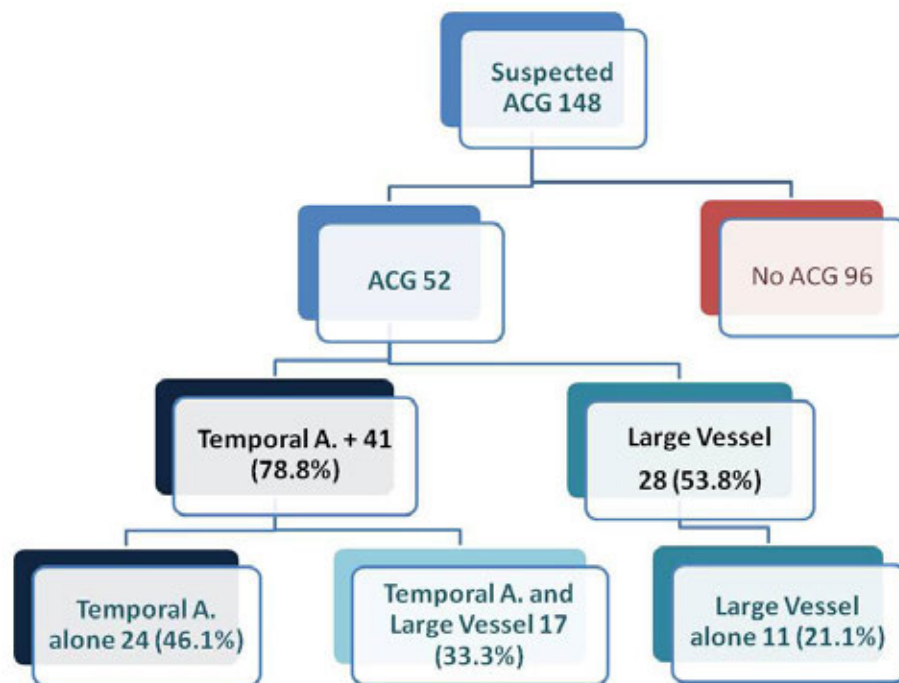 Suspected
ACG 148
ACG 52
No ACG 96
Temporal A. + 41
(78.8%)
Large Vessel
28 (53.8%)
Temporal A.
alone 24 (46.1%)
Temporal A. and
Large Vessel 17
(33.3%)
Large Vessel
alone 11 (21.1%)